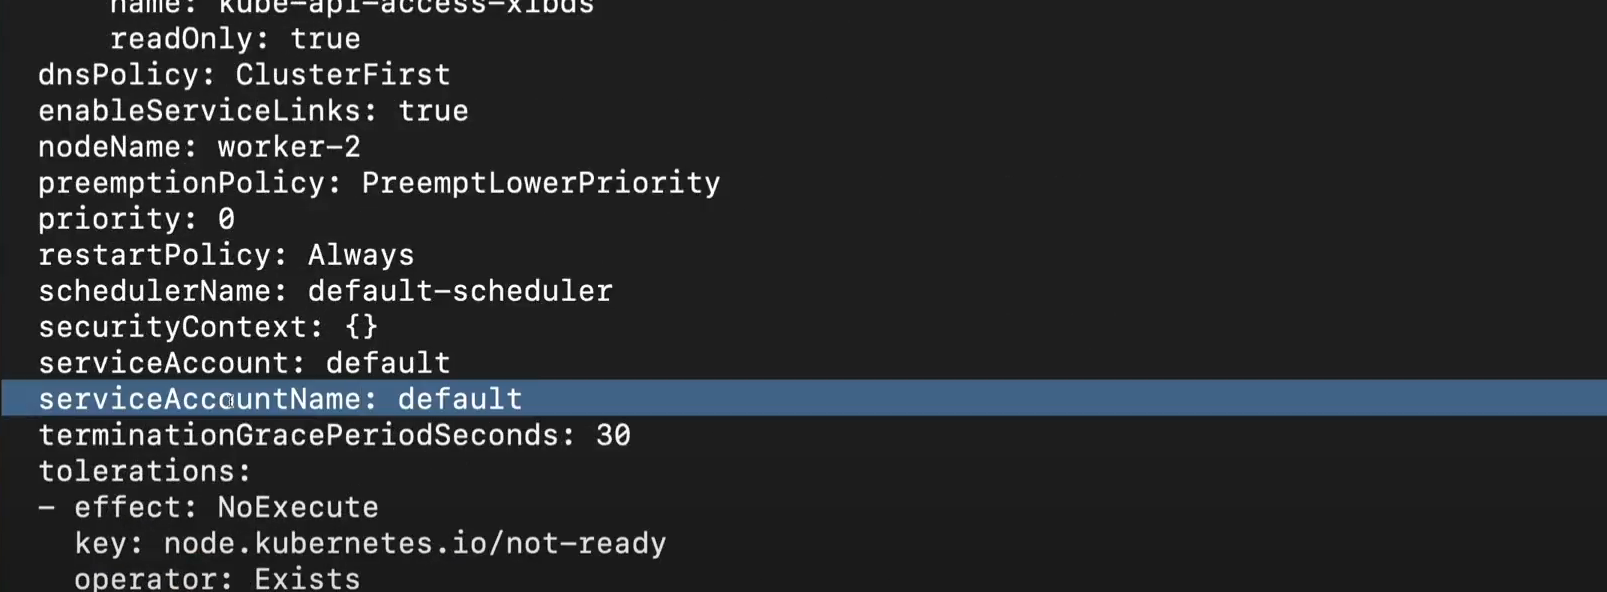 name: kube-api-access-xlbds
readOnly: true
dnsPolicy: ClusterFirst
enableServiceLinks: true
nodeName: worker-2
preemptionPolicy: PreemptLowerPriority
priority: 0
restartPolicy: Always
schedulerName: default-scheduler
securityContext: {}
serviceAccount: default
serviceAccountName: default
terminationGracePeriodSeconds: 30
tolerations:
- effect: NoExecute
key: node.kubernetes.io/not-ready
operator: Exists